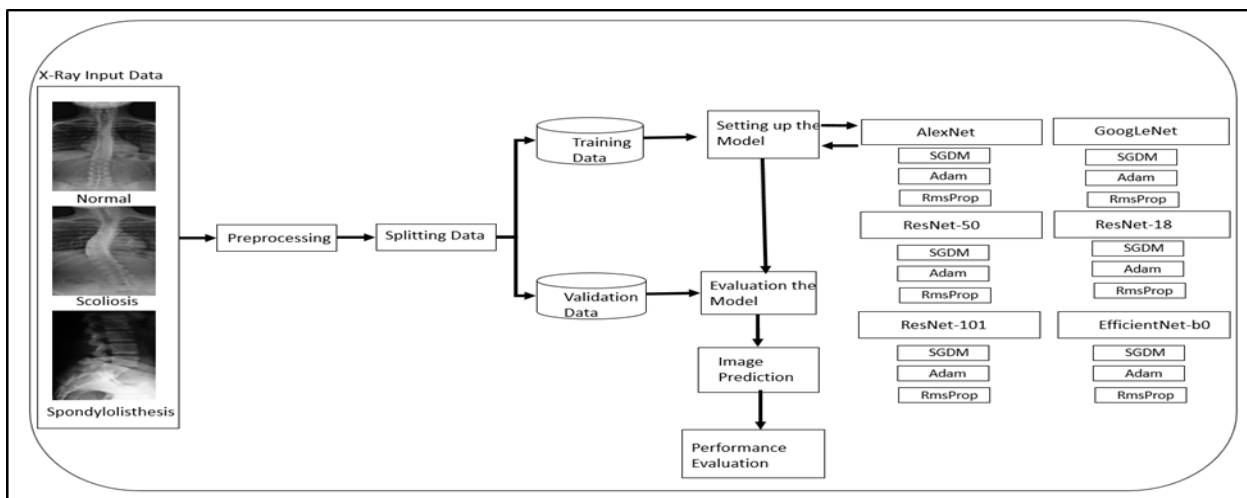 X-Ray Input Data
Normal
Scoliosis
Spondylolisthesis
Preprocessing
Splitting Data
Training
Data
Validation
Data
Setting up the
Model
Evaluation the
Model
Image
Prediction
Performance
Evaluation
AlexNet
SGDM
Adam
RmsProp
GoogLeNet
SGDM
Adam
RmsProp
ResNet-50
SGDM
Adam
RmsProp
ResNet-18
SGDM
Adam
RmsProp
ResNet-101
SGDM
Adam
RmsProp
EfficientNet-b0
SGDM
Adam
RmsProp